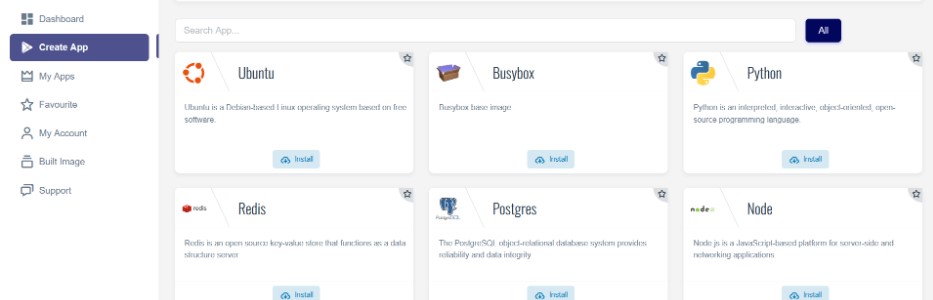 Dashboard
Create App
My Apps
Favourite
My Account
Built Image
Support
Search App...
All
Ubuntu
Ubuntu is a Debian-based Linux operating system based on free
software.
Install
Busybox
Busybox base image
Install
Python
Python is an interpreted, interactive, object-oriented, open-
source programming language.
Install
redis
Redis
Redis is an open source key-value store that functions as a data
structure server
Install
PostgreSQL
Postgres
The PostgreSQL object-relational database system provides
reliability and data integrity
Install
node
Node
Node js is a JavaScript-based platform for server-side and
networking applications
Install